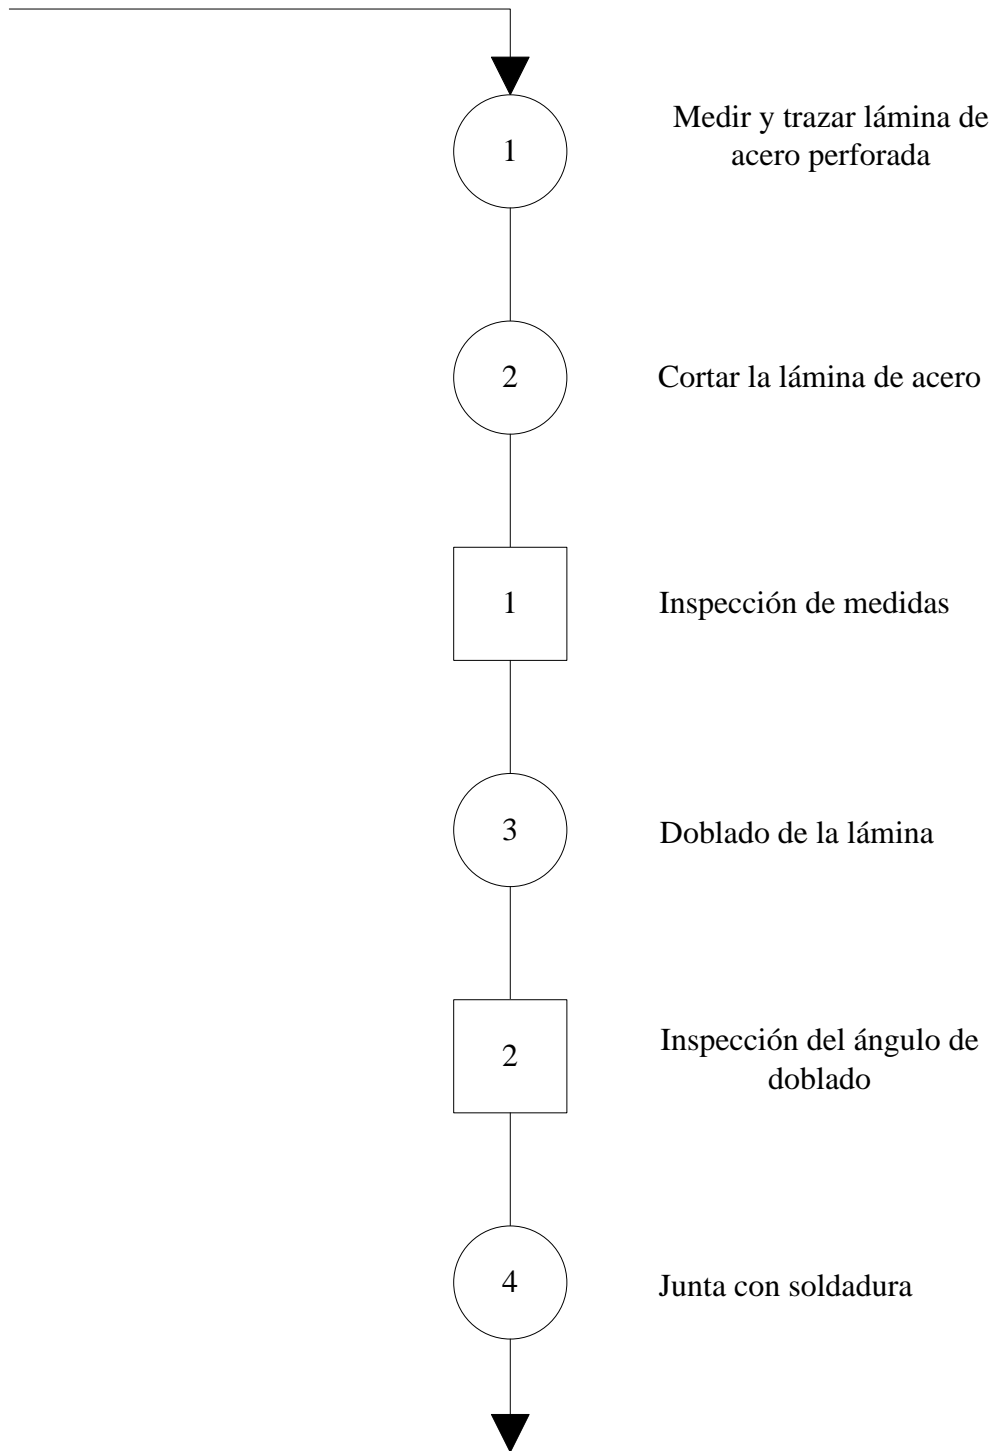 1
Medir y trazar lámina de
acero perforada
2
Cortar la lámina de acero
1
Inspección de medidas
3
Doblado de la lámina
2
Inspección del ángulo de
doblado
4
Junta con soldadura